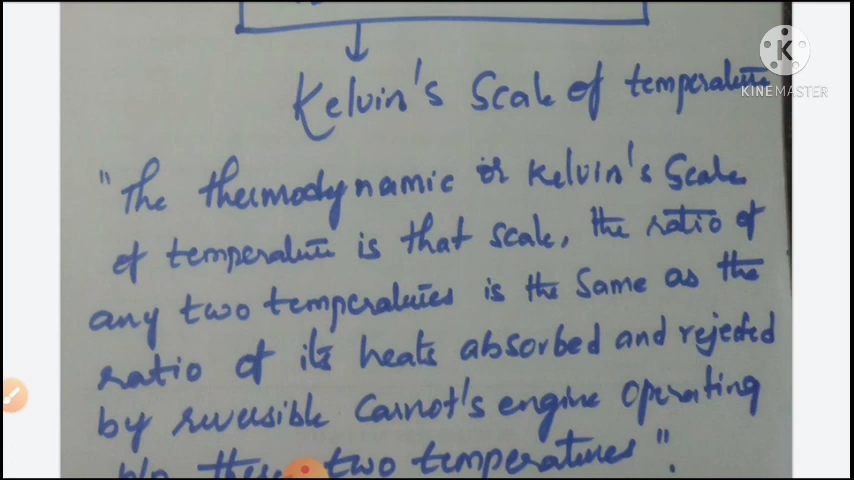 K
KINEMASTER
Kelvin's Scale of temperature
"The thermodynamic or Kelvin's Scale
of temperature is that scale, the ratio of
any two temperatures is the same as the
ratio of its heats absorbed and rejected
by reversible Carnot's engine operating
b/n these two temperatures".